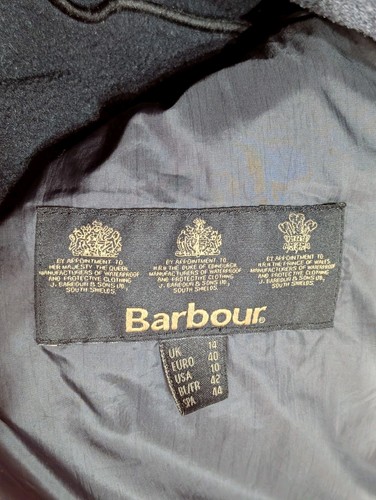 BY APPOINTMENT TO
HER MAJESTY THE QUEEN
MANUFACTURERS OF WATERPROOF
AND PROTECTIVE CLOTHING
J. BARBOUR & SONS LTD.
SOUTH SHIELDS
BY APPOINTMENT TO
H.R.H. THE DUKE OF EDINBURGH
MANUFACTURERS OF WATERPROOF
AND PROTECTIVE CLOTHING
J. BARBOUR & SONS LTD.
SOUTH SHIELDS
BY APPOINTMENT TO
H.R.H. THE PRINCE OF WALES
MANUFACTURERS OF WATERPROOF
AND PROTECTIVE CLOTHING
J. BARBOUR & SONS LTD.
SOUTH SHIELDS
Barbour
UK 14
EURO 40
USA 10
BI/FR 42
SPA 44